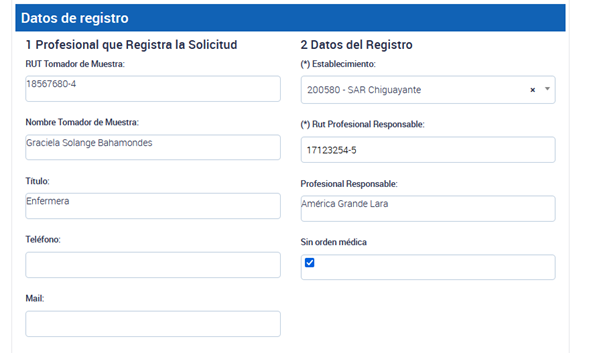 Datos de registro
1 Profesional que Registra la Solicitud
RUT Tomador de Muestra:
18567680-4
Nombre Tomador de Muestra:
Graciela Solange Bahamondes
Título:
Enfermera
Teléfono:
Mail:
2 Datos del Registro
(*) Establecimiento:
200580 - SAR Chiguayante × 
(*) Rut Profesional Responsable:
17123254-5
Profesional Responsable:
América Grande Lara
Sin orden médica